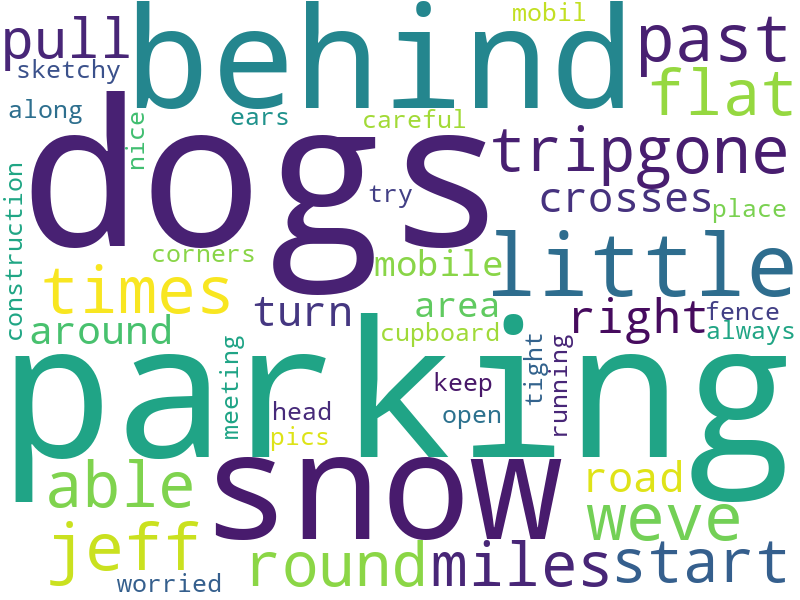 mobil
pull
behind
past
sketchy
flat
along
nice
ears
careful
dogs
tripgone
construction
try
crosses
place
corners
mobile
little
times
area
turn
right
fence
around
cupboard
always
parking
meeting
tight
running
keep
head
open
pics
snow
able
road
jeff
weve
round
miles
start
worried